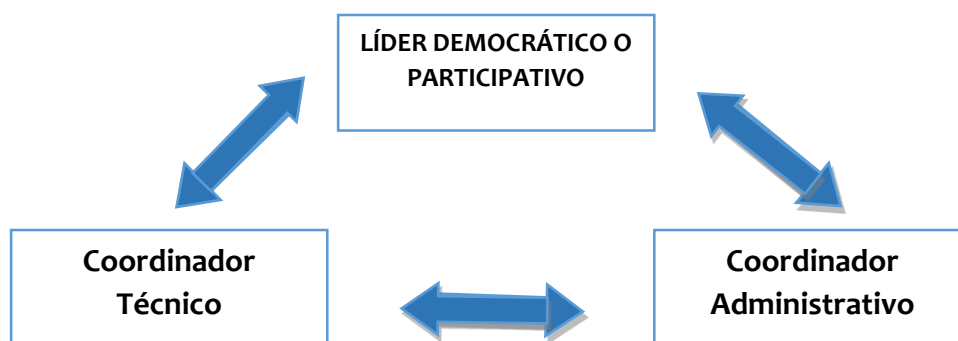 LÍDER DEMOCRÁTICO O
PARTICIPATIVO
Coordinador
Técnico
Coordinador
Administrativo